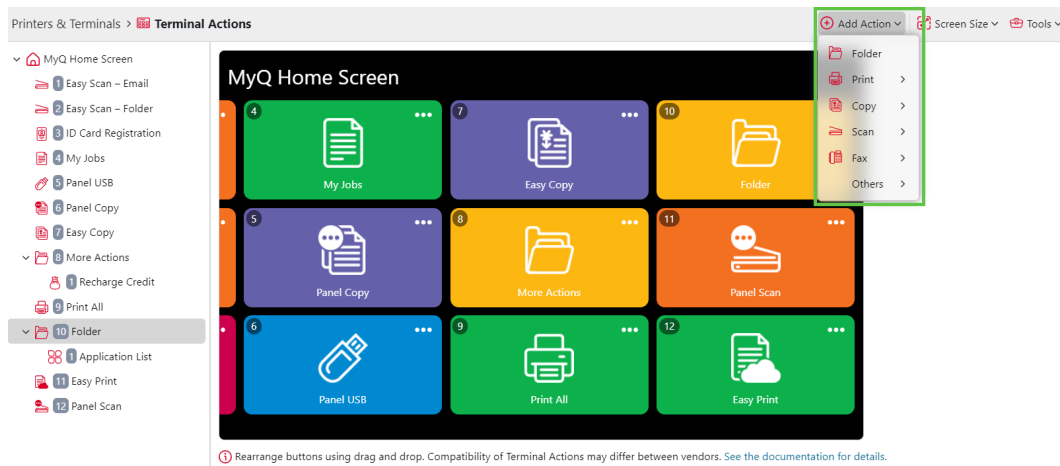 Printers & Terminals > Terminal Actions
Add Action
Screen Size
Tools
MyQ Home Screen
1 Easy Scan – Email
2 Easy Scan – Folder
3 ID Card Registration
4 My Jobs
5 Panel USB
6 Panel Copy
7 Easy Copy
8 More Actions
1 Recharge Credit
9 Print All
10 Folder
1 Application List
11 Easy Print
12 Panel Scan
MyQ Home Screen
4
My Jobs
7
Easy Copy
10
Folder
5
Panel Copy
8
More Actions
11
Panel Scan
6
Panel USB
9
Print All
12
Easy Print
Folder
Print
Copy
Scan
Fax
Others
Rearrange buttons using drag and drop. Compatibility of Terminal Actions may differ between vendors. See the documentation for details.